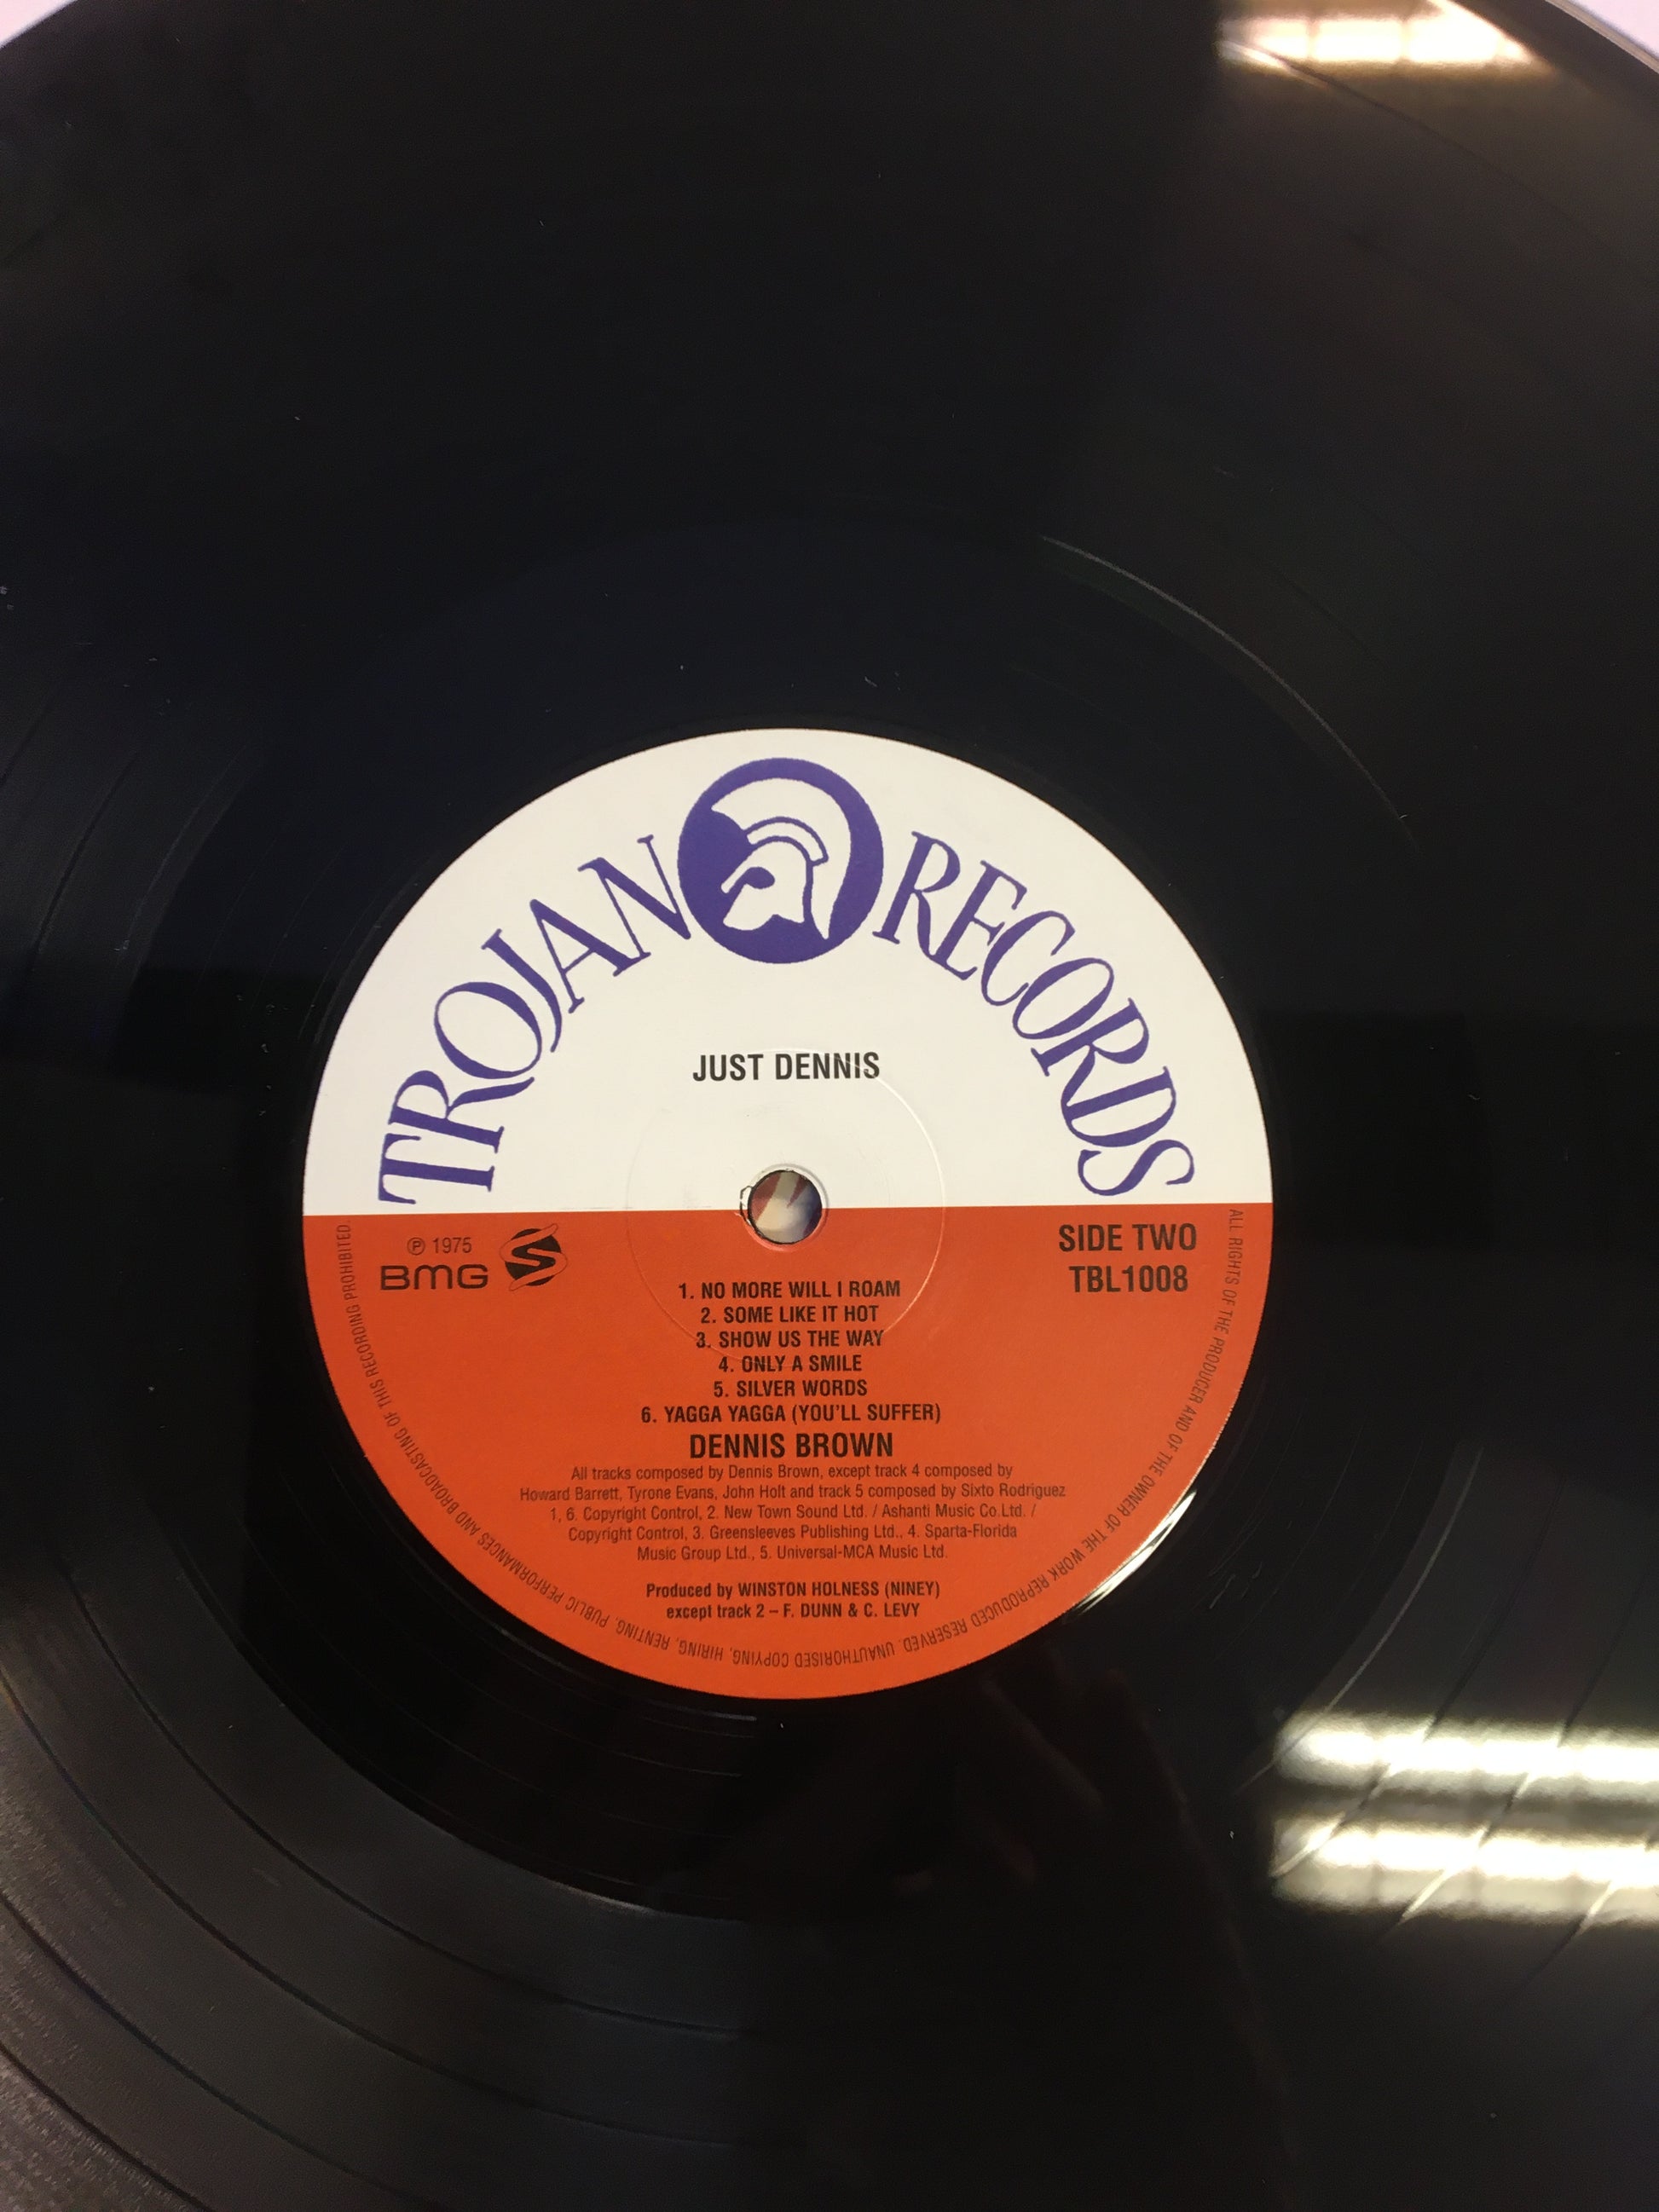 TROJAN RECORDS
JUST DENNIS
℗ 1975
BMG
SIDE TWO
TBL1008
1. NO MORE WILL I ROAM
2. SOME LIKE IT HOT
3. SHOW US THE WAY
4. ONLY A SMILE
5. SILVER WORDS
6. YAGGA YAGGA (YOU'LL SUFFER)
DENNIS BROWN
All tracks composed by Dennis Brown, except track 4 composed by
Howard Barrett, Tyrone Evans, John Holt and track 5 composed by Sixto Rodriguez
1, 6. Copyright Control, 2. New Town Sound Ltd. / Ashanti Music Co.Ltd. /
Copyright Control, 3. Greensleeves Publishing Ltd., 4. Sparta-Florida
Music Group Ltd., 5. Universal-MCA Music Ltd.
Produced by WINSTON HOLNESS (NINEY)
except track 2 – F. DUNN & C. LEVY
ALL RIGHTS OF THE PRODUCER AND OF THE OWNER OF THE WORK REPRODUCED RESERVED. UNAUTHORISED COPYING, HIRING, RENTING, PUBLIC PERFORMANCES AND BROADCASTING OF THIS RECORDING PROHIBITED.